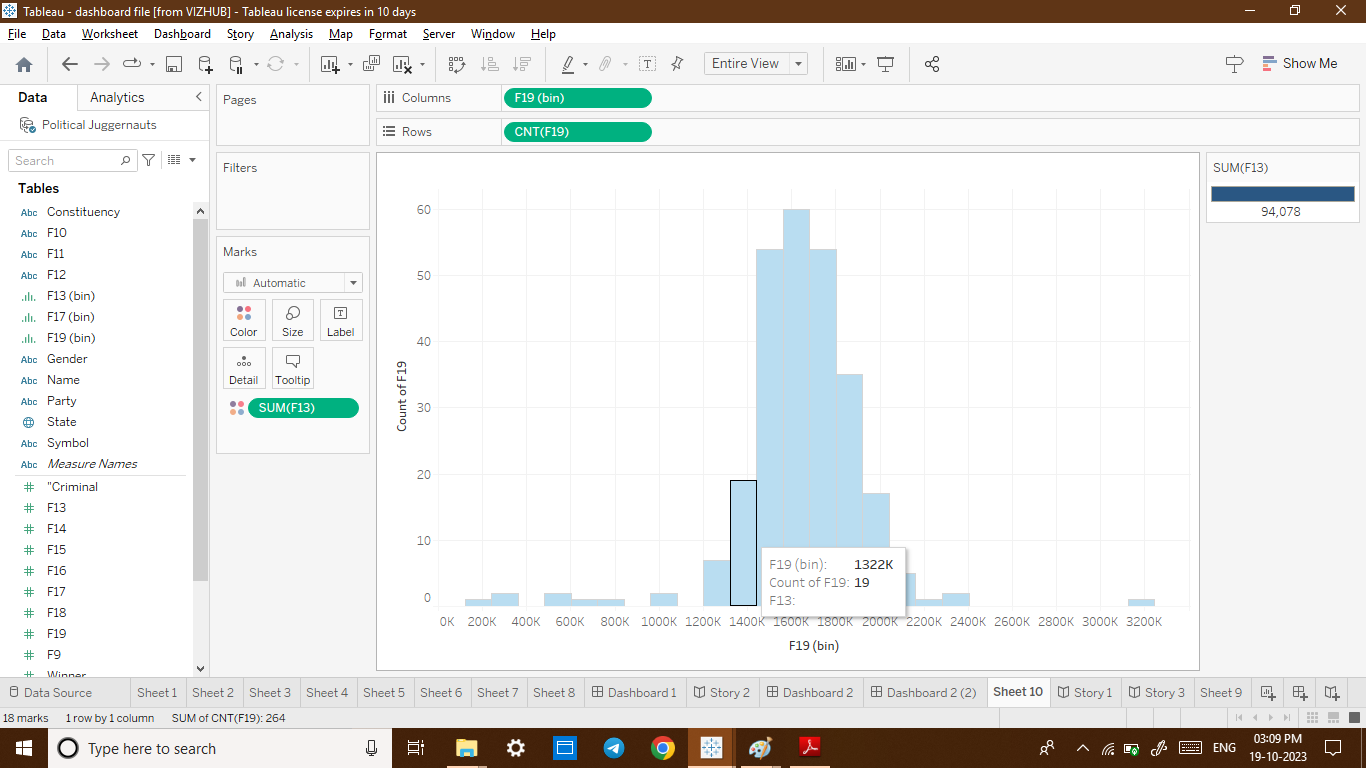 Tableau - dashboard file [from VIZHUB] - Tableau license expires in 10 days
File Data Worksheet Dashboard Story Analysis Map Format Server Window Help
Entire View
Show Me
Data Analytics
Political Juggernauts
Search
Tables
Abc Constituency
Abc F10
Abc F11
Abc F12
F13 (bin)
F17 (bin)
F19 (bin)
Abc Gender
Abc Name
Abc Party
State
Abc Symbol
Abc Measure Names
# "Criminal
# F13
# F14
# F15
# F16
# F17
# F18
# F19
# F9
Winner
Pages
Filters
Marks
Automatic
Color Size Label
Detail Tooltip
SUM(F13)
Columns F19 (bin)
Rows CNT(F19)
Count of F19
60
50
40
30
20
10
0
F19 (bin): 1322K
Count of F19: 19
F13:
0K 200K 400K 600K 800K 1000K 1200K 1400K 1600K 1800K 2000K 2200K 2400K 2600K 2800K 3000K 3200K
F19 (bin)
SUM(F13)
94,078
Data Source Sheet 1 Sheet 2 Sheet 3 Sheet 4 Sheet 5 Sheet 6 Sheet 7 Sheet 8 Dashboard 1 Story 2 Dashboard 2 Dashboard 2 (2) Sheet 10 Story 1 Story 3 Sheet 9
18 marks 1 row by 1 column SUM of CNT(F19): 264
Type here to search
ENG
03:09 PM
19-10-2023